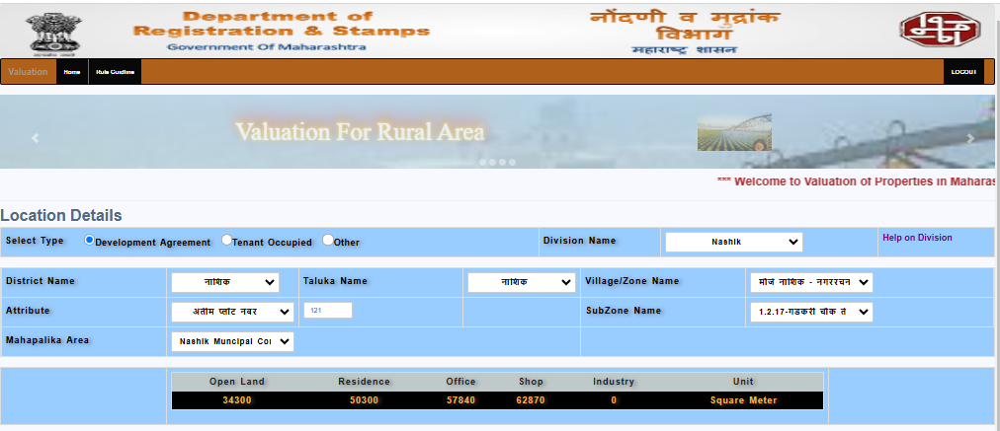 Department of
Registration & Stamps
Government Of Maharashtra
नोंदणी व मुद्रांक
विभाग
महाराष्ट्र शासन
Valuation Home Rule Guidline LOGOUT
Valuation For Rural Area
*** Welcome to Valuation of Properties in Maharas
Location Details
Select Type Development Agreement Tenant Occupied Other Division Name Nashik Help on Division
District Name नाशिक Taluka Name नाशिक Village/Zone Name मौजे नाशिक - नगररचन
Attribute अंतीम प्लॉट नंबर 121 SubZone Name 1.2.17-गडकरी चौक ते
Mahapalika Area Nashik Muncipal Cor
Open Land Residence Office Shop Industry Unit
34300 50300 57840 62870 0 Square Meter